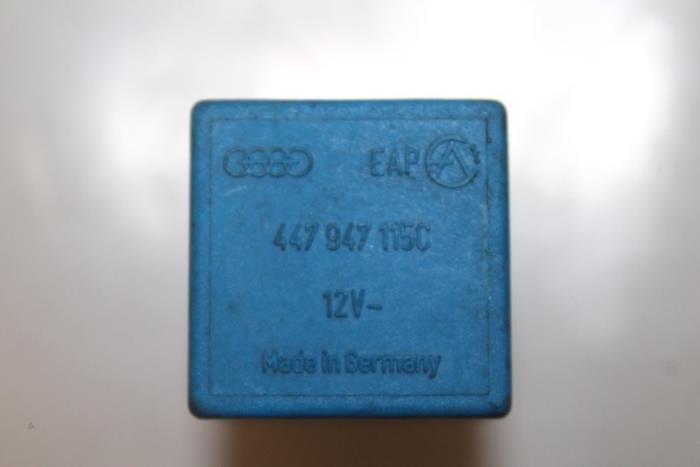 EAP
447 947 115C
12V-
Made in Germany